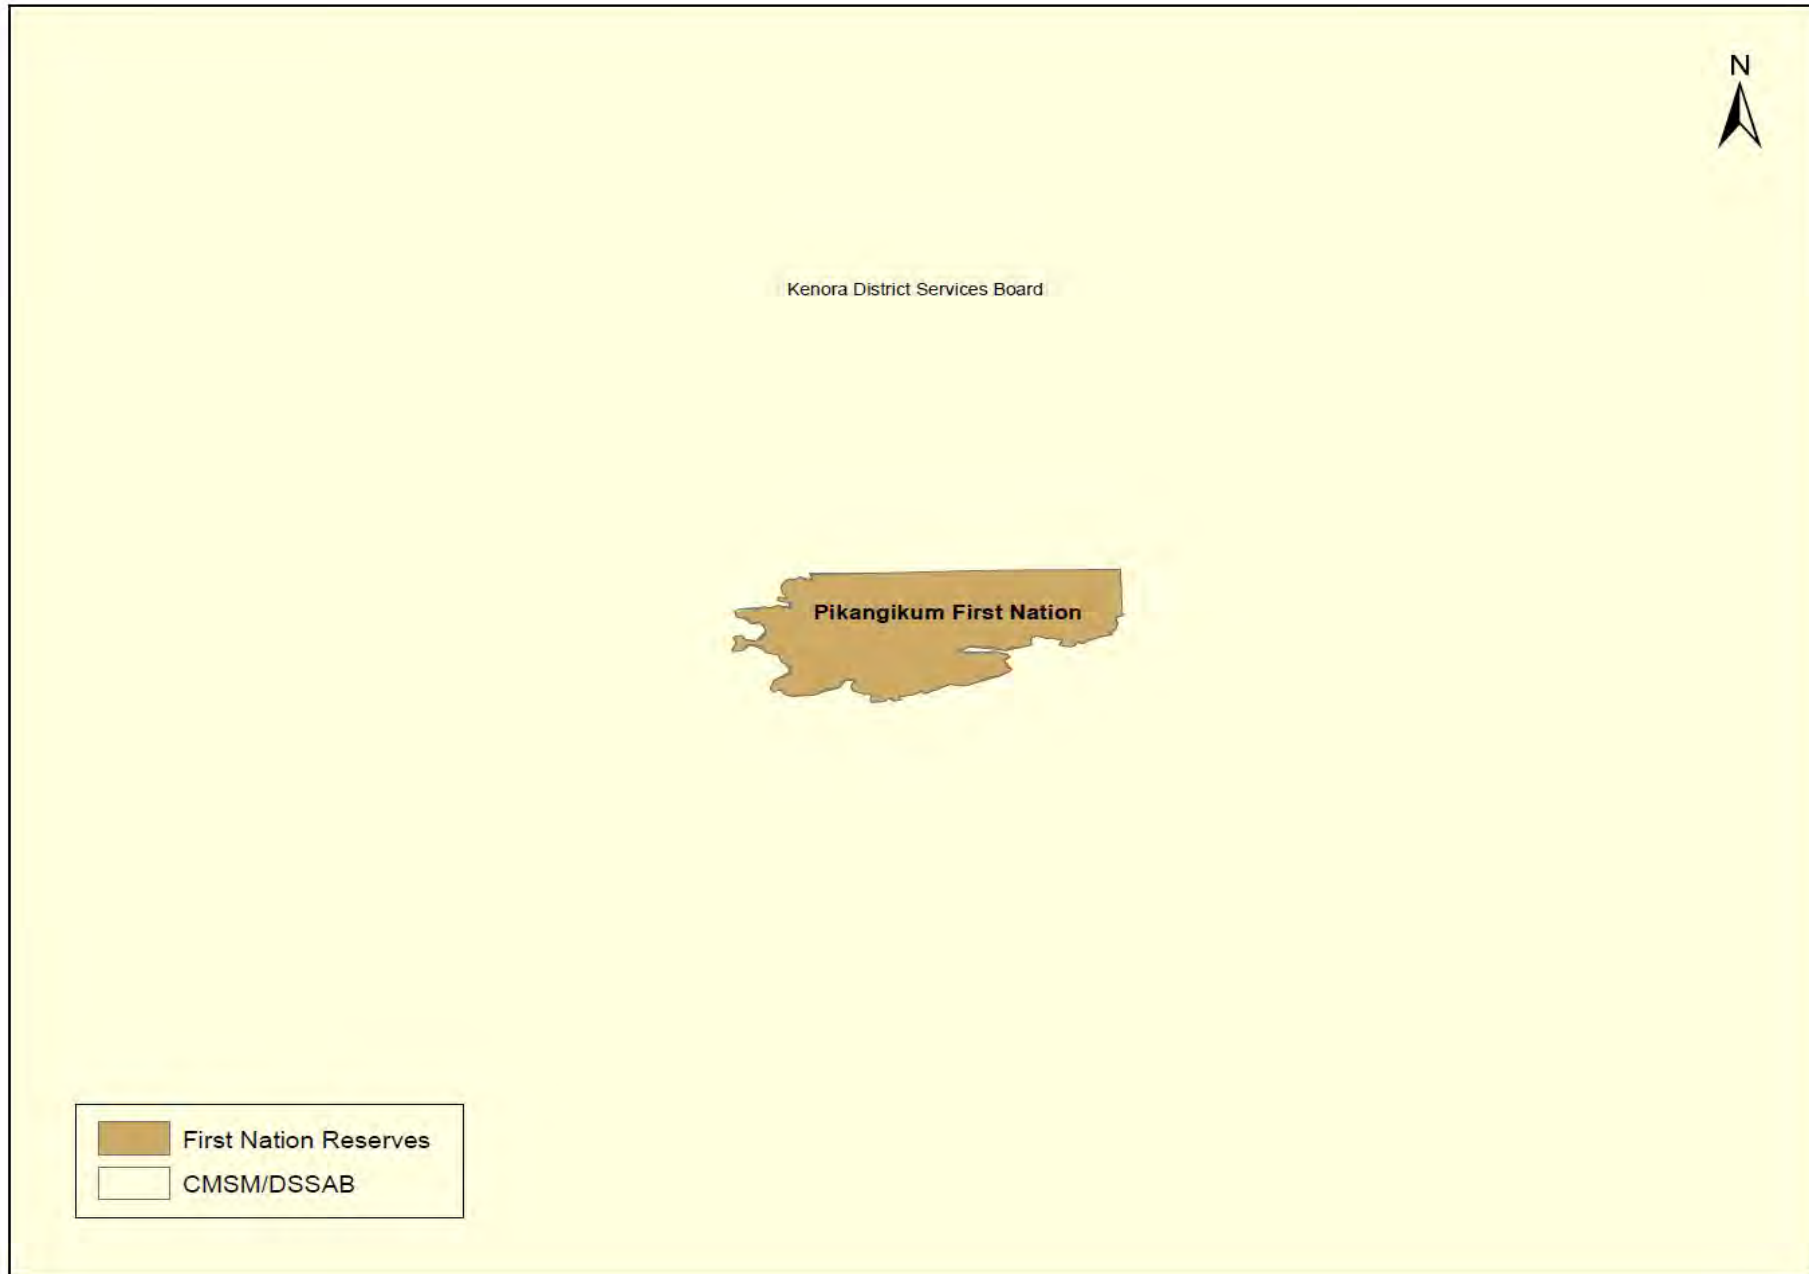 N
Kenora District Services Board
Pikangikum First Nation
First Nation Reserves
CMSM/DSSAB